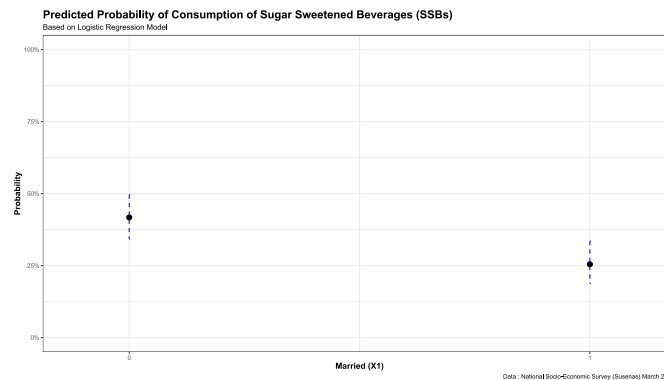 Predicted Probability of Consumption of Sugar Sweetened Beverages (SSBs)
Based on Logistic Regression Model
100%
75%
50%
25%
0%
Probability
0
1
Married (X1)
Data : National Socio-Economic Survey (Susenas) March 2